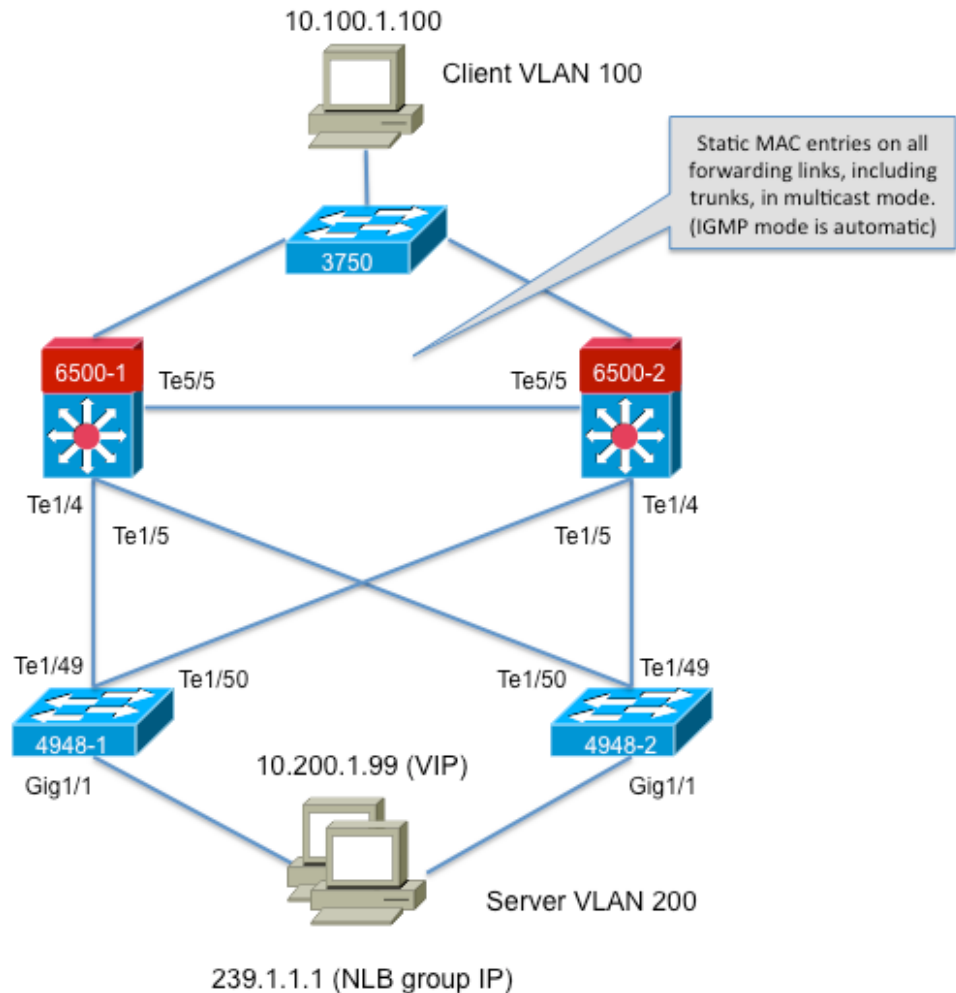 10.100.1.100
Client VLAN 100
Static MAC entries on all
forwarding links, including
trunks, in multicast mode.
(IGMP mode is automatic)
3750
6500-1
Te5/5
Te5/5
6500-2
Te1/4
Te1/5
Te1/5
Te1/4
Te1/49
Te1/50
Te1/50
Te1/49
4948-1
10.200.1.99 (VIP)
4948-2
Gig1/1
Gig1/1
Server VLAN 200
239.1.1.1 (NLB group IP)